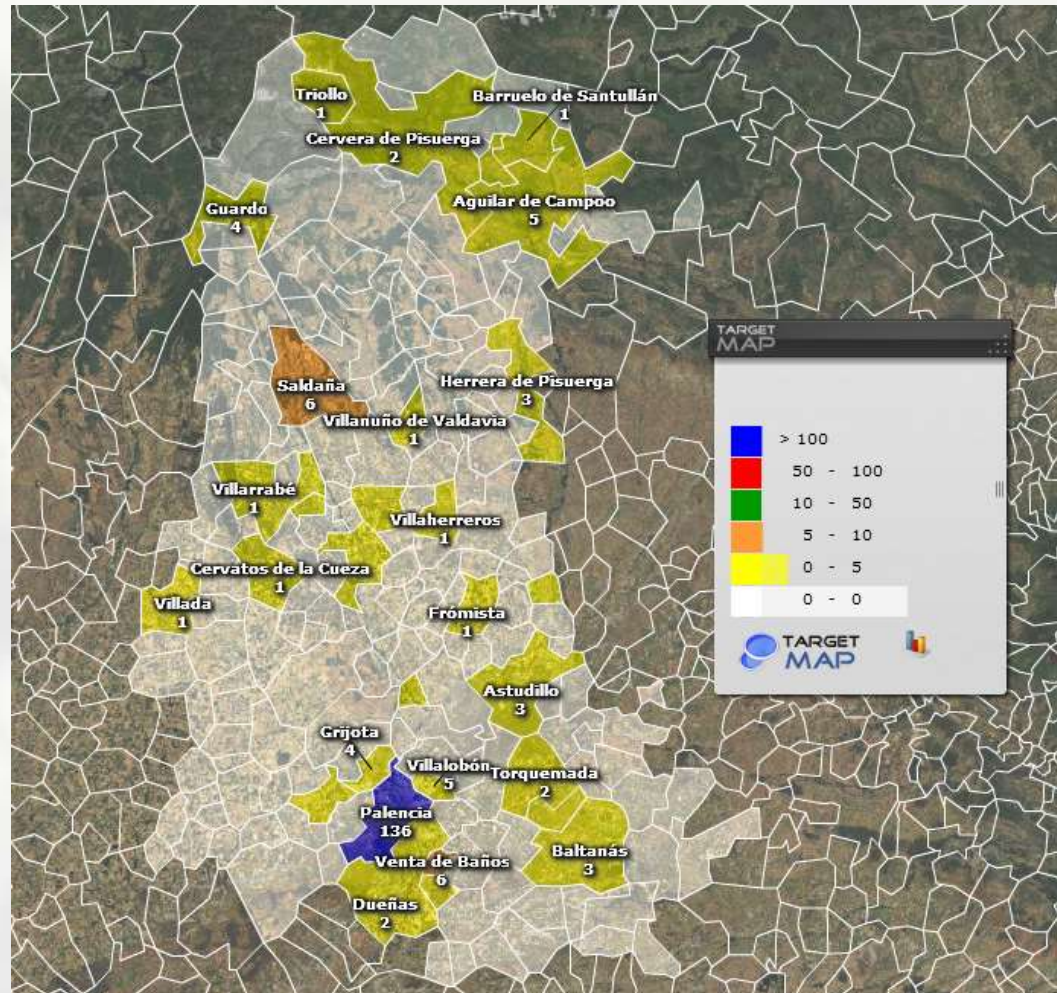 Triollo
1
Barruelo de Santullán
1
Cervera de Pisuerga
2
Guardo
4
Aguilar de Campoo
5
Saldaña
6
Herrera de Pisuerga
3
Villanuño de Valdavia
1
Villarrabé
1
Villaherreros
1
Cervatos de la Cueza
1
Villada
1
Frómista
1
Astudillo
3
Grijota
4
Villalobón
5
Torquemada
2
Palencia
136
Venta de Baños
6
Baltanás
3
Dueñas
2
TARGET
MAP
> 100
50 - 100
10 - 50
5 - 10
0 - 5
0 - 0
TARGET
MAP